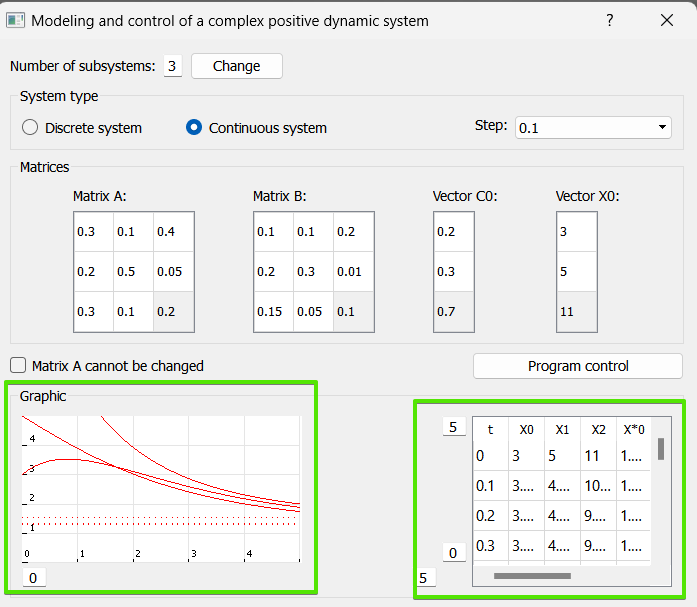 Modeling and control of a complex positive dynamic system ?
Number of subsystems: 3 Change
System type
Discrete system Continuous system Step: 0.1
Matrices
Matrix A: Matrix B: Vector C0: Vector X0:
0.3 0.1 0.4 0.1 0.1 0.2 0.2 3
0.2 0.5 0.05 0.2 0.3 0.01 0.3 5
0.3 0.1 0.2 0.15 0.05 0.1 0.7 11
Matrix A cannot be changed Program control
Graphic
4
3
2
1
0 1 2 3 4
0
5
0
5
t X0 X1 X2 X*0
0 3 5 11 1....
0.1 3.... 4.... 10... 1....
0.2 3.... 4.... 9.... 1....
0.3 3.... 4.... 9.... 1....